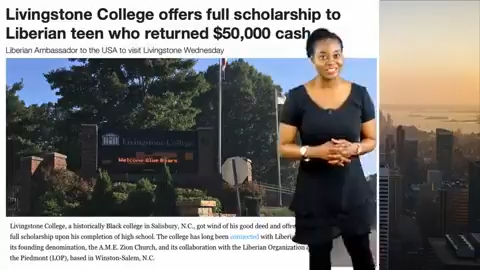 Livingstone College offers full scholarship to
Liberian teen who returned $50,000 cash
Liberian Ambassador to the USA to visit Livingstone Wednesday
Livingstone College
Welcome Blue Bears
Livingstone College, a historically Black college in Salisbury, N.C., got wind of his good deed and
full scholarship upon his completion of high school. The college has long been connected with
its founding denomination, the A.M.E. Zion Church, and its collaboration with the Liberian Organization
the Piedmont (LOP), based in Winston-Salem, N.C.